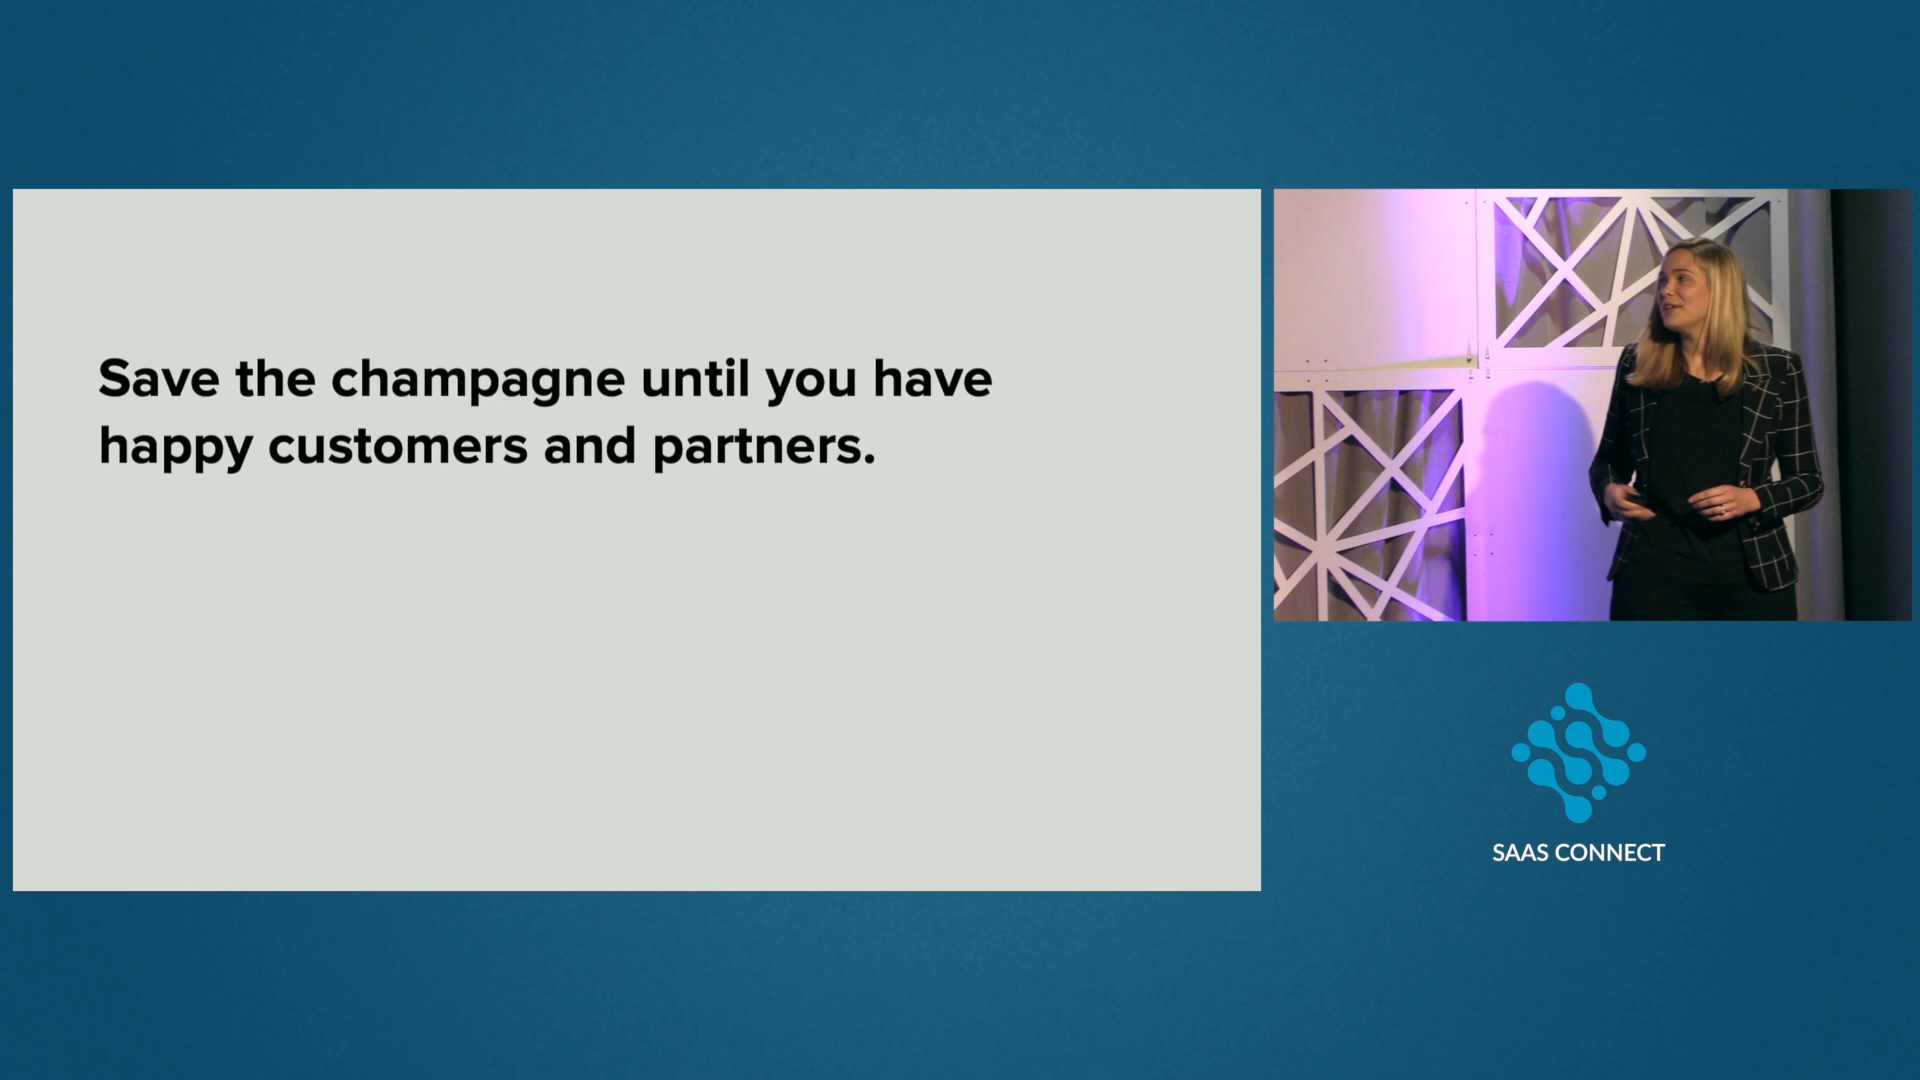 Save the champagne until you have
happy customers and partners.
SAAS CONNECT